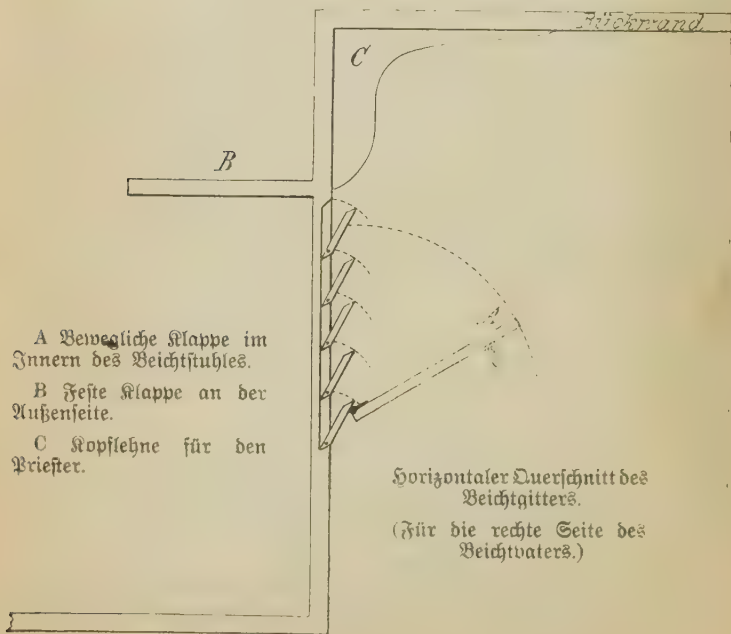 Rückwand
C
B
A Bewegliche Klappe im
Innern des Beichtstuhles.
B Feste Klappe an der
Außenseite.
C Kopflehne für den
Priester.
Horizontaler Querschnitt des
Beichtgitters.
(Für die rechte Seite des
Beichtvaters.)